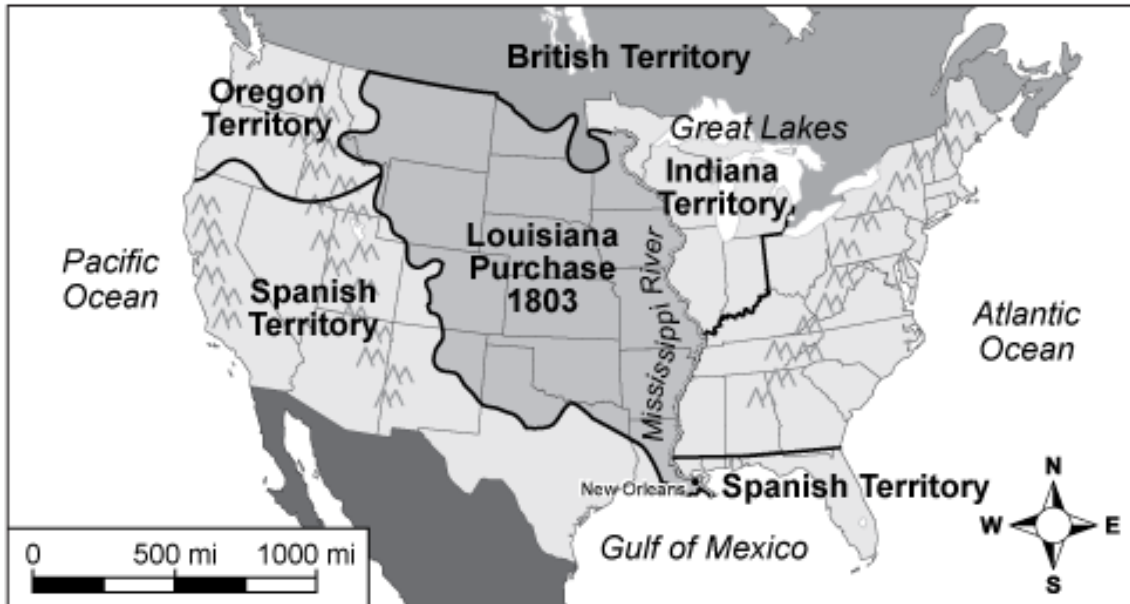 British Territory
Oregon
Territory
Great Lakes
Indiana
Territory
Louisiana
Purchase
1803
Mississippi River
Pacific
Ocean
Spanish
Territory
Atlantic
Ocean
New Orleans
Spanish Territory
Gulf of Mexico
N
W
E
S
0
500 mi
1000 mi